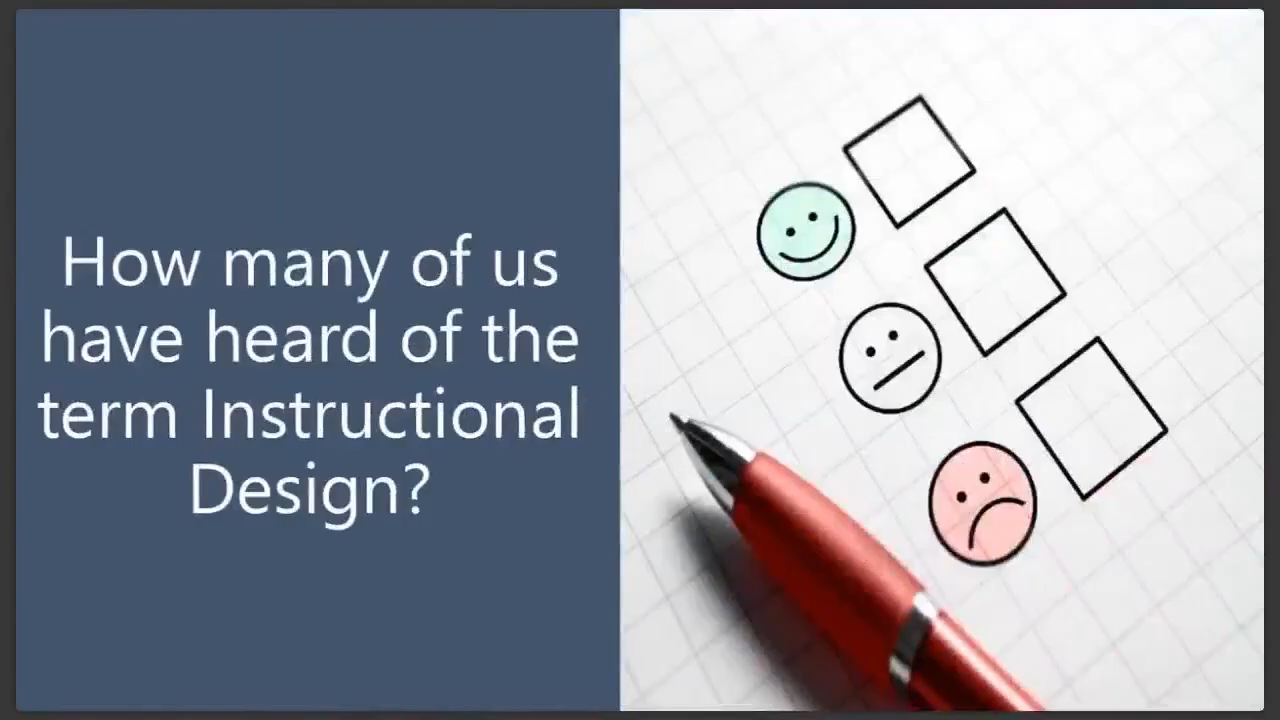 How many of us
have heard of the
term Instructional
Design?